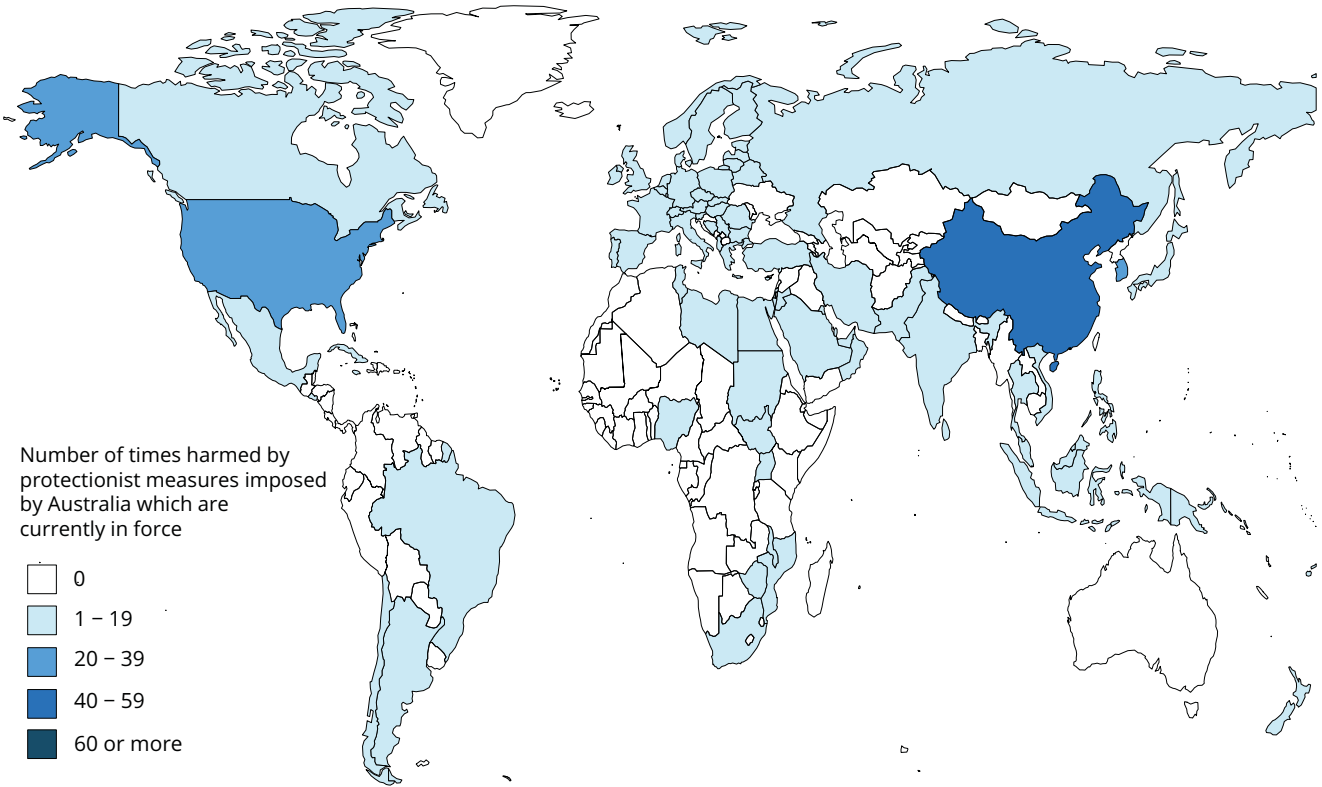 Number of times harmed by
protectionist measures imposed
by Australia which are
currently in force
0
1 – 19
20 – 39
40 – 59
60 or more